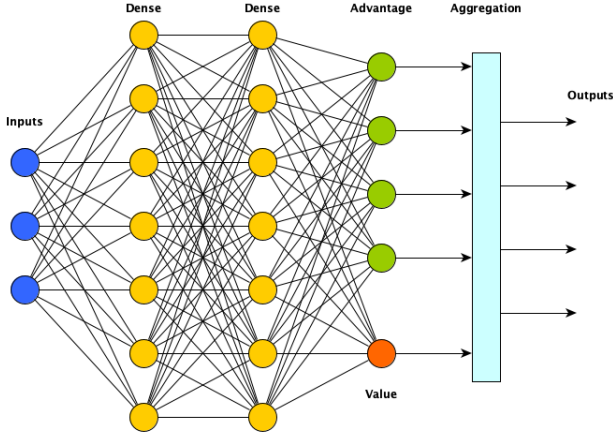 Dense
Dense
Advantage
Aggregation
Inputs
Outputs
Value